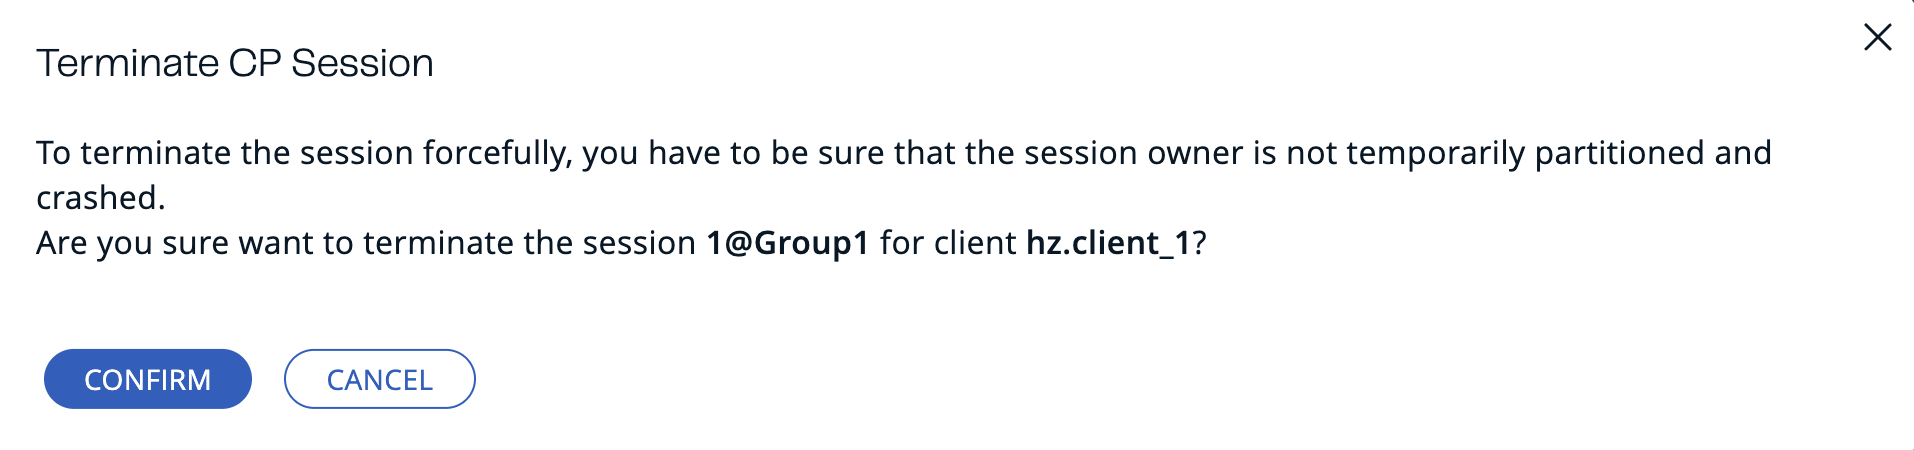 Terminate CP Session
To terminate the session forcefully, you have to be sure that the session owner is not temporarily partitioned and
crashed.
Are you sure want to terminate the session 1@Group1 for client hz.client_1?
CONFIRM CANCEL